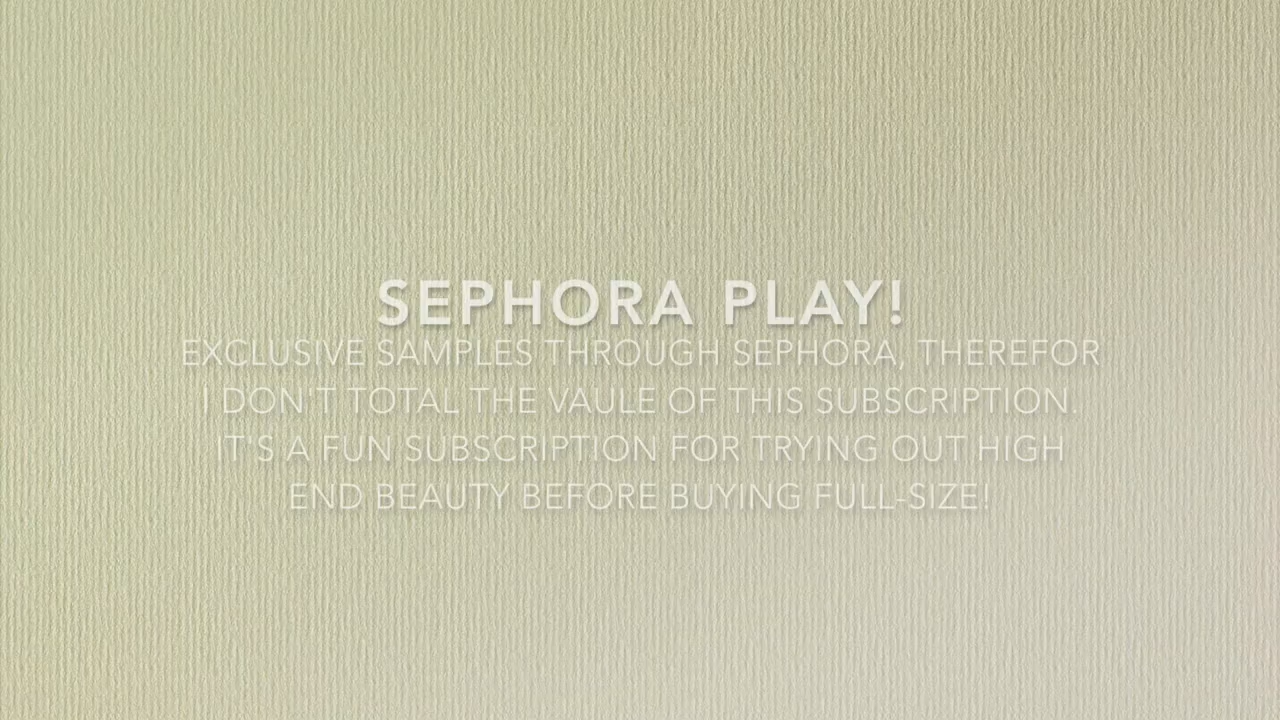 SEPHORA PLAY!
EXCLUSIVE SAMPLES THROUGH SEPHORA, THEREFOR
I DON'T TOTAL THE VAULE OF THIS SUBSCRIPTION.
IT'S A FUN SUBSCRIPTION FOR TRYING OUT HIGH
END BEAUTY BEFORE BUYING FULL-SIZE!